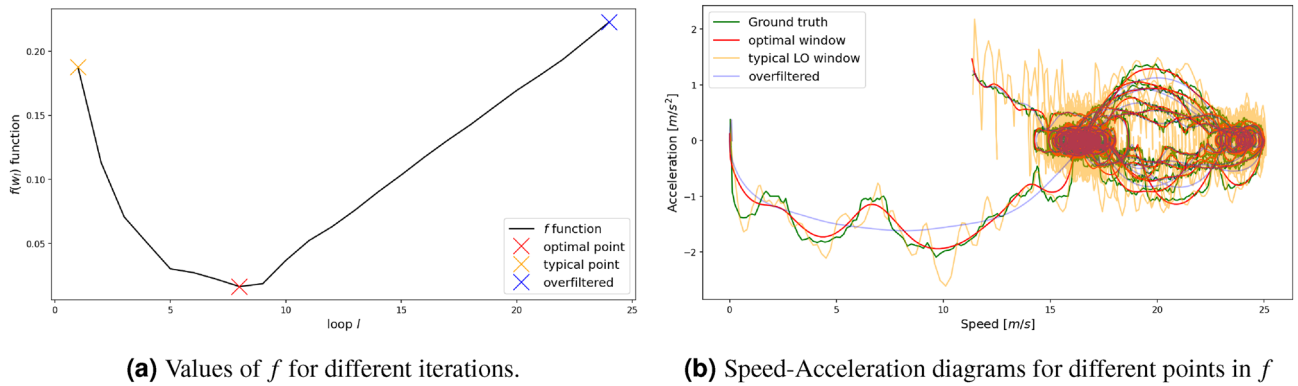 0.20
0.15
0.10
0.05
f(wₗ) function
f function
optimal point
typical point
overfiltered
0 5 10 15 20 25
loop l
(a) Values of f for different iterations.
Ground truth
optimal window
typical LO window
overfiltered
2
1
0
−1
−2
Acceleration [m/s²]
0 5 10 15 20 25
Speed [m/s]
(b) Speed-Acceleration diagrams for different points in f